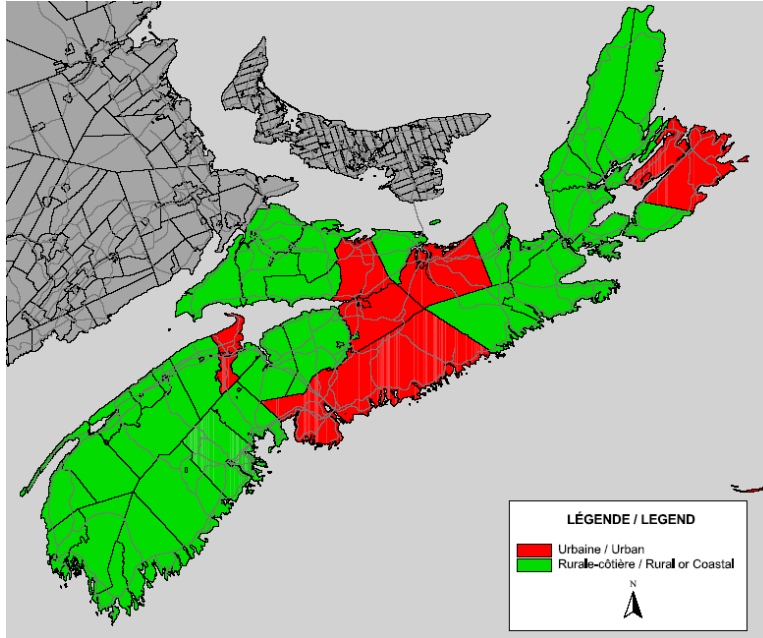 LÉGENDE / LEGEND
Urbaine / Urban
Rurale-côtière / Rural or Coastal
N